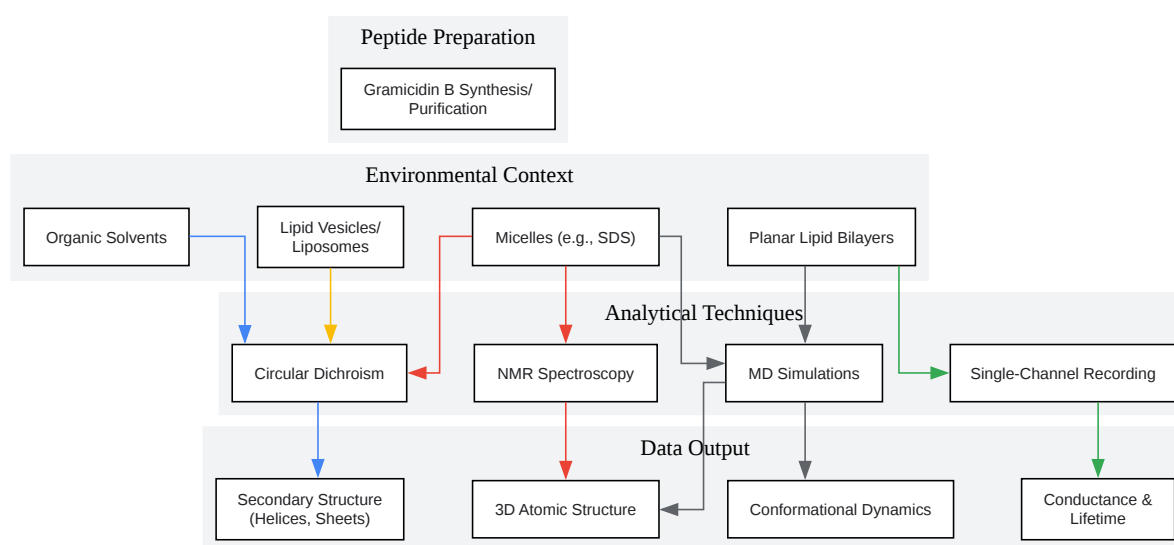 Peptide Preparation
Gramicidin B Synthesis/
Purification
Environmental Context
Organic Solvents
Lipid Vesicles/
Liposomes
Micelles (e.g., SDS)
Planar Lipid Bilayers
Analytical Techniques
Circular Dichroism
NMR Spectroscopy
MD Simulations
Single-Channel Recording
Data Output
Secondary Structure
(Helices, Sheets)
3D Atomic Structure
Conformational Dynamics
Conductance &
Lifetime